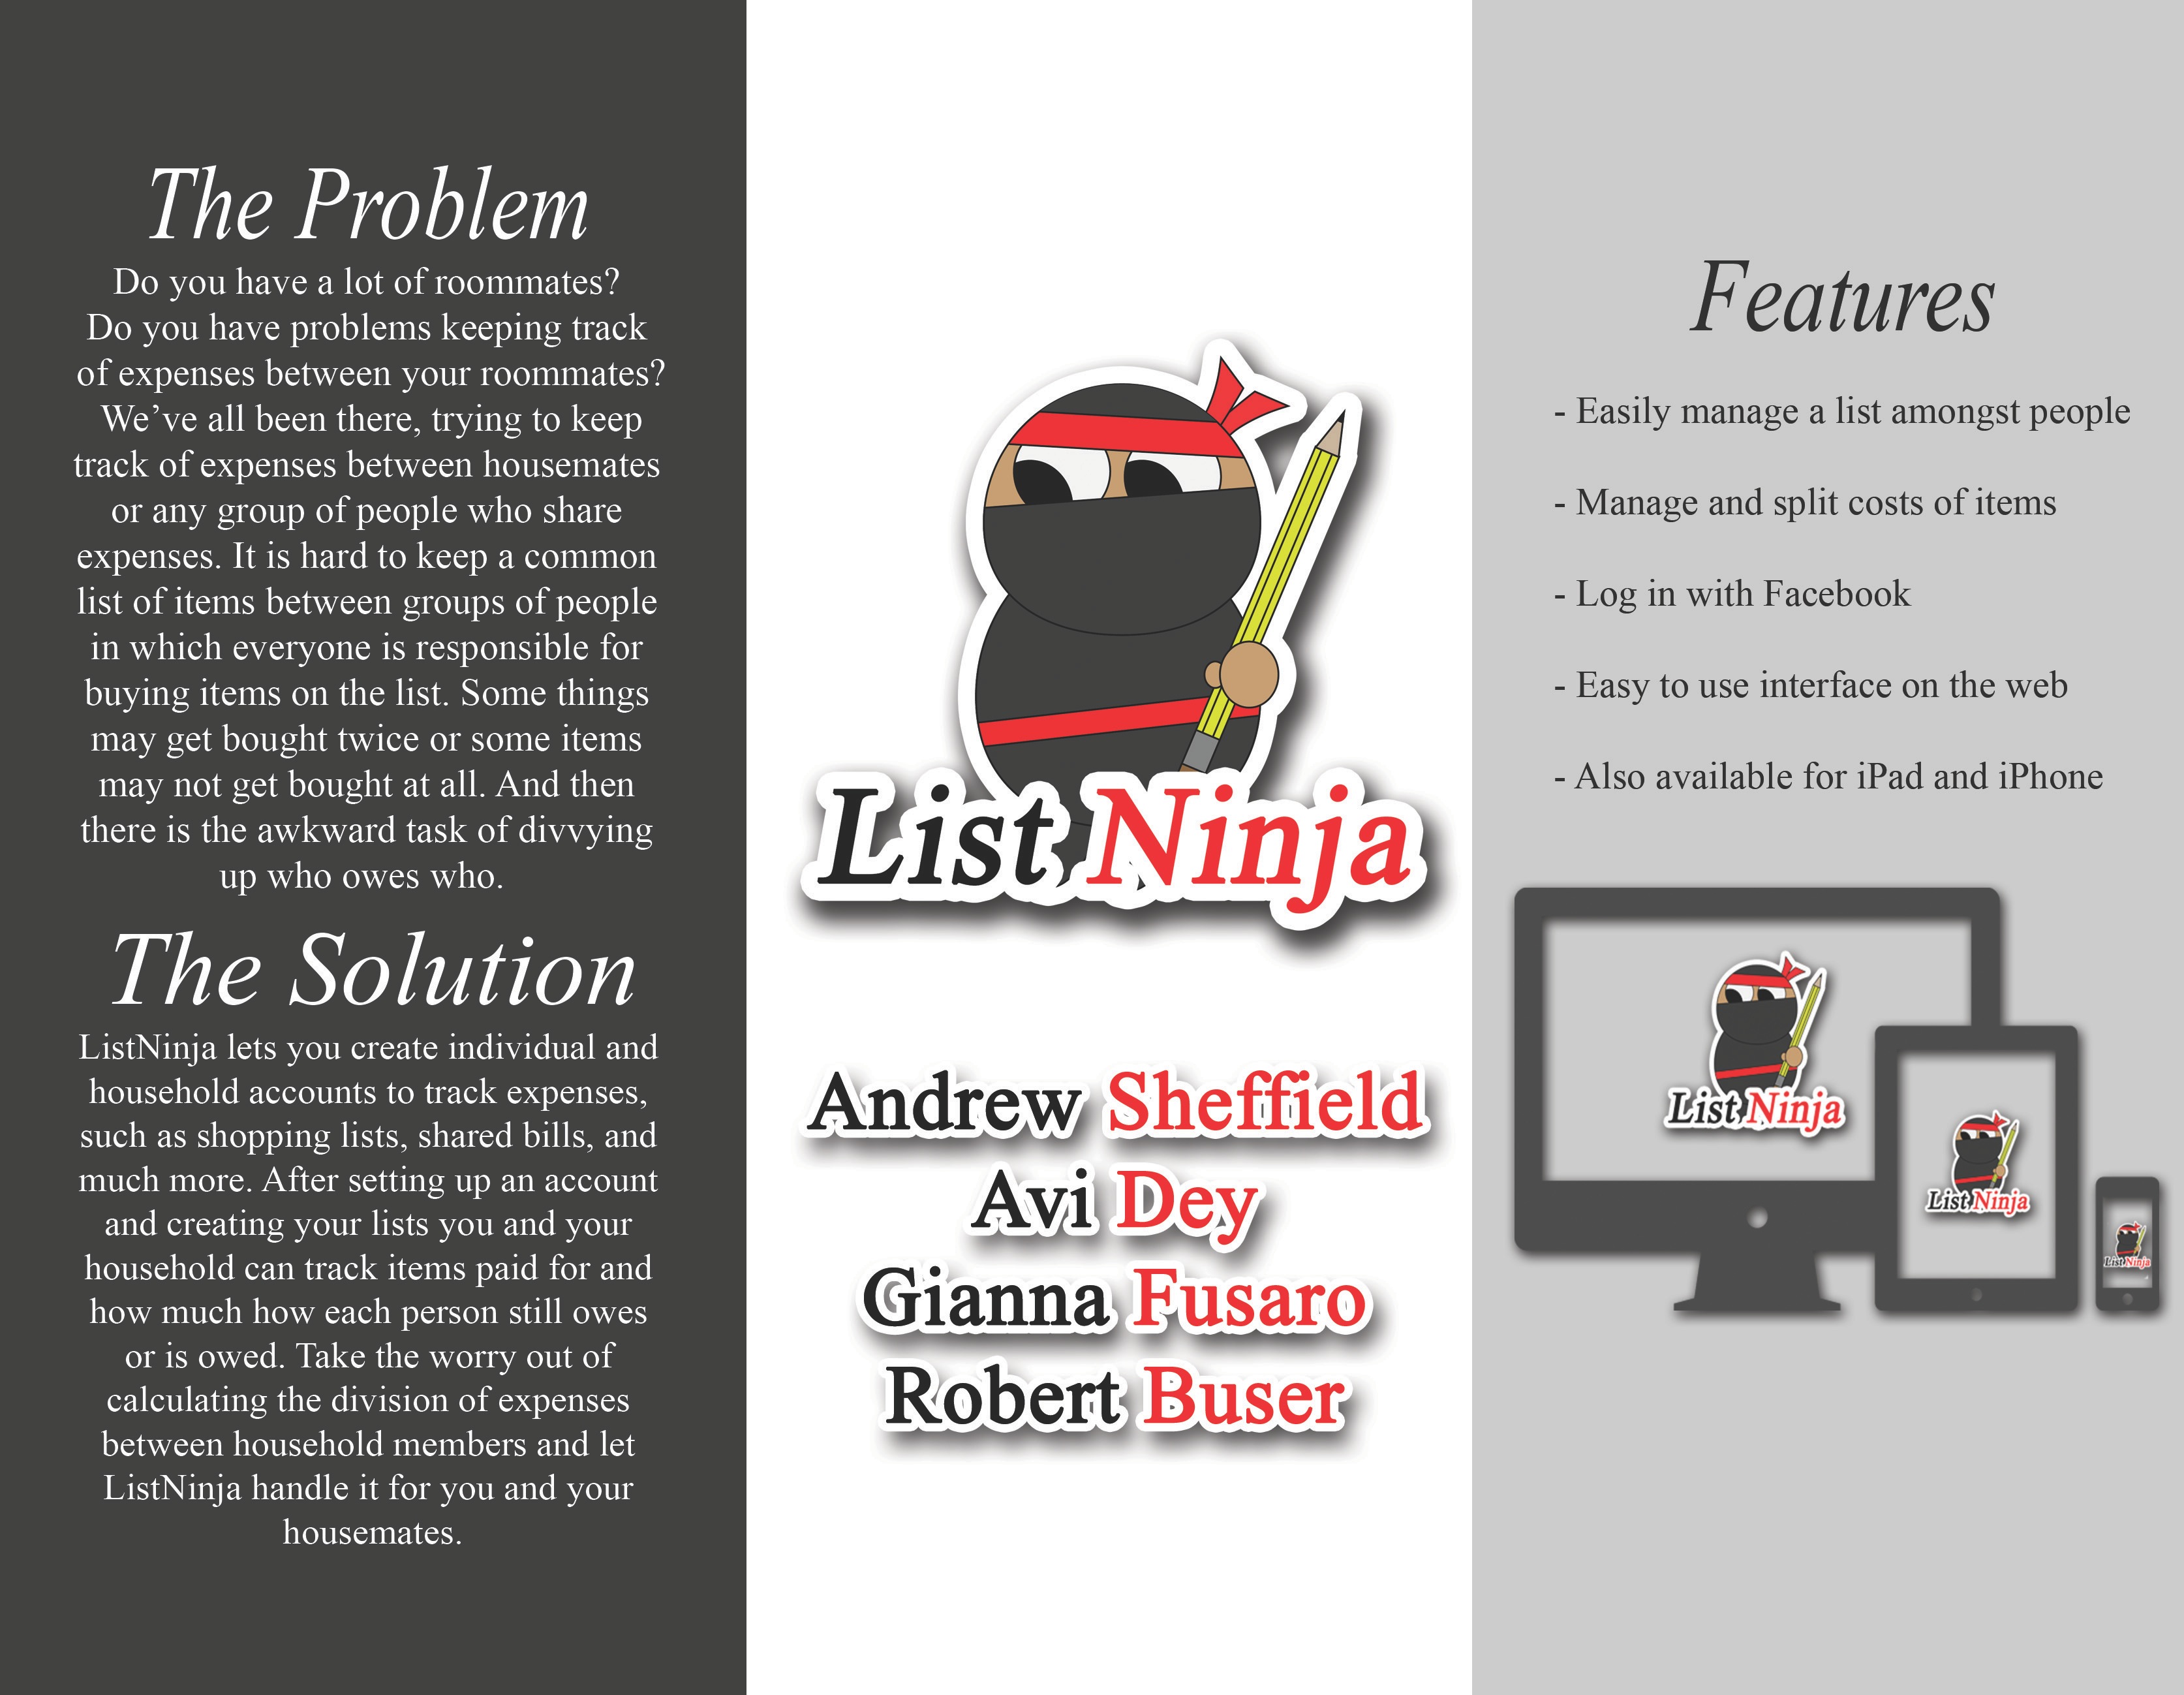 The Problem
Do you have a lot of roommates?
Do you have problems keeping track
of expenses between your roommates?
We’ve all been there, trying to keep
track of expenses between housemates
or any group of people who share
expenses. It is hard to keep a common
list of items between groups of people
in which everyone is responsible for
buying items on the list. Some things
may get bought twice or some items
may not get bought at all. And then
there is the awkward task of divvying
up who owes who.
The Solution
ListNinja lets you create individual and
household accounts to track expenses,
such as shopping lists, shared bills, and
much more. After setting up an account
and creating your lists you and your
household can track items paid for and
how much how each person still owes
or is owed. Take the worry out of
calculating the division of expenses
between household members and let
ListNinja handle it for you and your
housemates.
List Ninja
Andrew Sheffield
Avi Dey
Gianna Fusaro
Robert Buser
Features
- Easily manage a list amongst people
- Manage and split costs of items
- Log in with Facebook
- Easy to use interface on the web
- Also available for iPad and iPhone
List Ninja
List Ninja
List Ninja